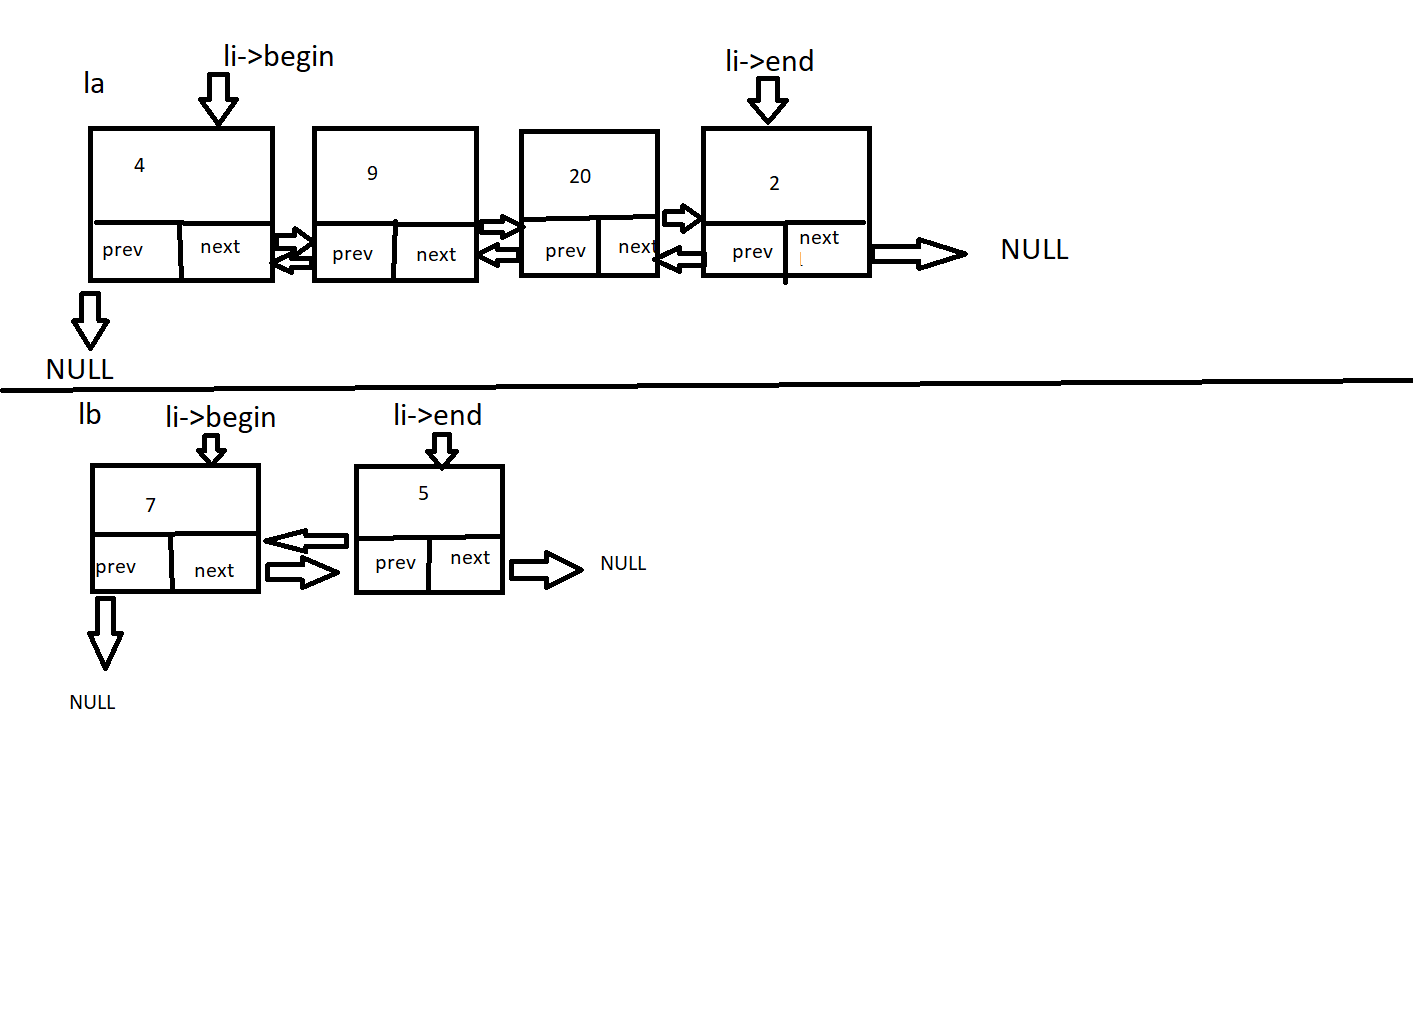 li->begin
li->end
la
4
9
20
2
prev
next
prev
next
prev
next
prev
next
NULL
NULL
lb
li->begin
li->end
7
5
prev
next
prev
next
NULL
NULL